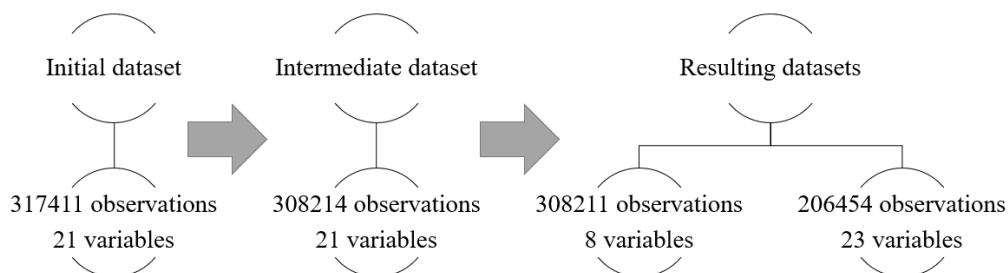 Initial dataset
317411 observations
21 variables
Intermediate dataset
308214 observations
21 variables
Resulting datasets
308211 observations
8 variables
206454 observations
23 variables